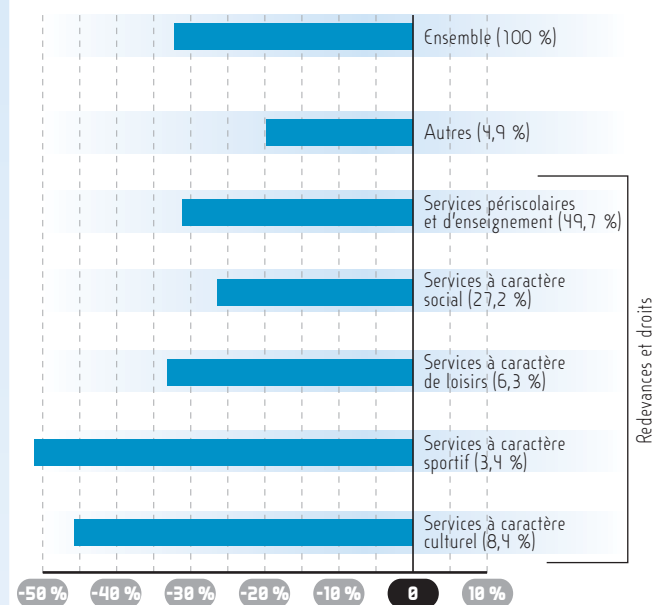 Ensemble (100 %)
Autres (4,9 %)
Services périscolaires
et d'enseignement (49,7 %)
Services à caractère
social (27,2 %)
Services à caractère
de loisirs (6,3 %)
Services à caractère
sportif (3,4 %)
Services à caractère
culturel (8,4 %)
Redevances et droits
-50 % -40 % -30 % -20 % -10 % 0 10 %